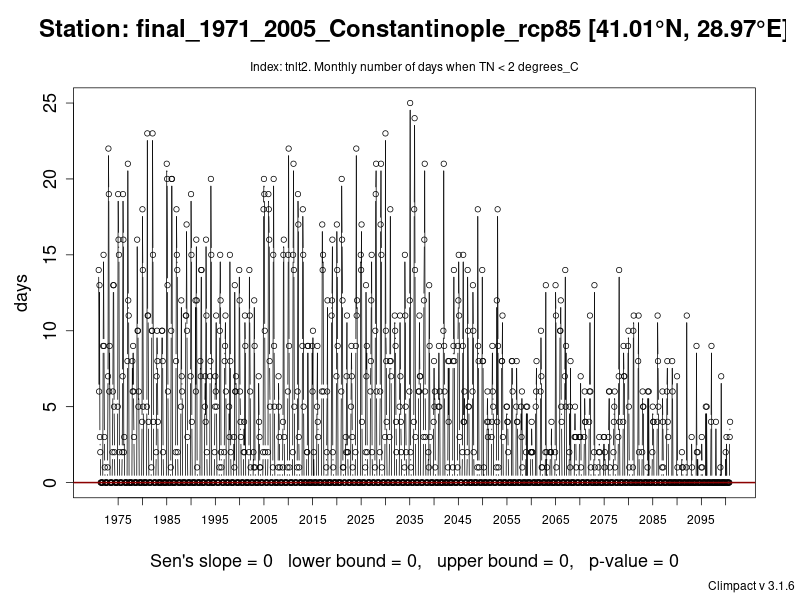 Station: final_1971_2005_Constantinople_rcp85 [41.01°N, 28.97°E]
Index: tnlt2. Monthly number of days when TN < 2 degrees_C
days
25
20
15
10
5
0
1975 1985 1995 2005 2015 2025 2035 2045 2055 2065 2075 2085 2095
Sen's slope = 0 lower bound = 0, upper bound = 0, p-value = 0
Climpact v 3.1.6